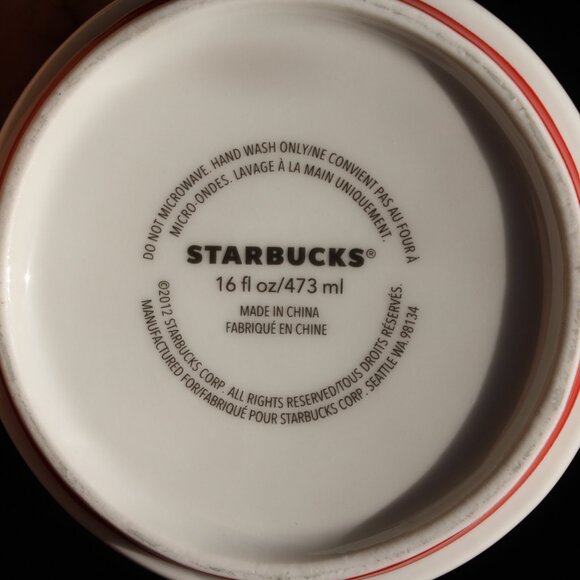 DO NOT MICROWAVE. HAND WASH ONLY/NE CONVIENT PAS AU FOUR À
MICRO-ONDES. LAVAGE À LA MAIN UNIQUEMENT.
STARBUCKS®
16 fl oz/473 ml
MADE IN CHINA
FABRIQUÉ EN CHINE
©2012 STARBUCKS CORP. ALL RIGHTS RESERVED/TOUS DROITS RÉSERVÉS.
MANUFACTURED FOR/FABRIQUÉ POUR STARBUCKS CORP. SEATTLE WA 98134